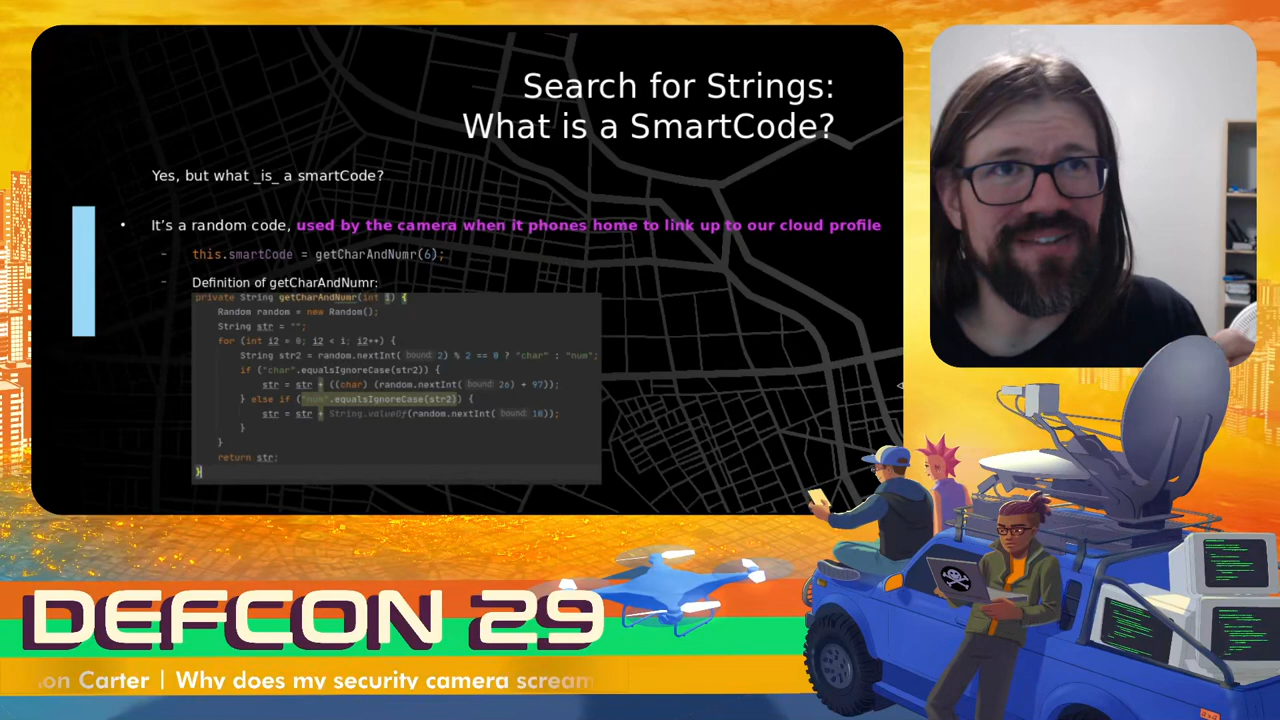 Search for Strings:
What is a SmartCode?
Yes, but what _is_ a smartCode?
• It's a random code, used by the camera when it phones home to link up to our cloud profile
– this.smartCode = getCharAndNumr(6);
– Definition of getCharAndNumr:
private String getCharAndNumr(int i) {
Random random = new Random();
String str = "";
for (int i2 = 0; i2 < i; i2++) {
String str2 = random.nextInt( bound: 2) % 2 == 0 ? "char" : "num";
if ("char".equalsIgnoreCase(str2)) {
str = str + ((char) (random.nextInt( bound: 26) + 97));
} else if ("num".equalsIgnoreCase(str2)) {
str = str + String.valueOf(random.nextInt( bound: 10));
}
}
return str;
}
DEFCON 29
on Carter | Why does my security camera scream